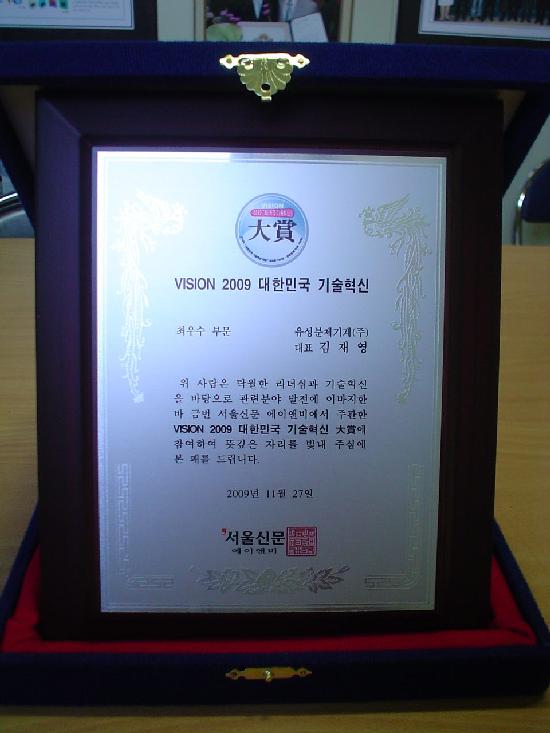 VISION
大賞
VISION 2009 대한민국 기술혁신
최우수 부문
유성분체기계(주)
대표 김 재 영
위 사람은 탁월한 리더쉽과 기술혁신
을 바탕으로 관련분야 발전에 이바지한
바 금번 서울신문 에이앤비에서 주관한
VISION 2009 대한민국 기술혁신 大賞에
참여하여 뜻깊은 자리를 빛내 주심에
본 패를 드립니다.
2009년 11월 27일
서울신문
에이앤비